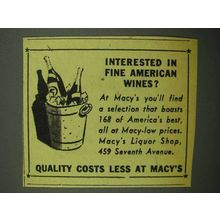 INTERESTED IN
FINE AMERICAN
WINES?
At Macy's you'll find
a selection that boasts
168 of America's best,
all at Macy-low prices.
Macy's Liquor Shop,
459 Seventh Avenue.
QUALITY COSTS LESS AT MACY'S